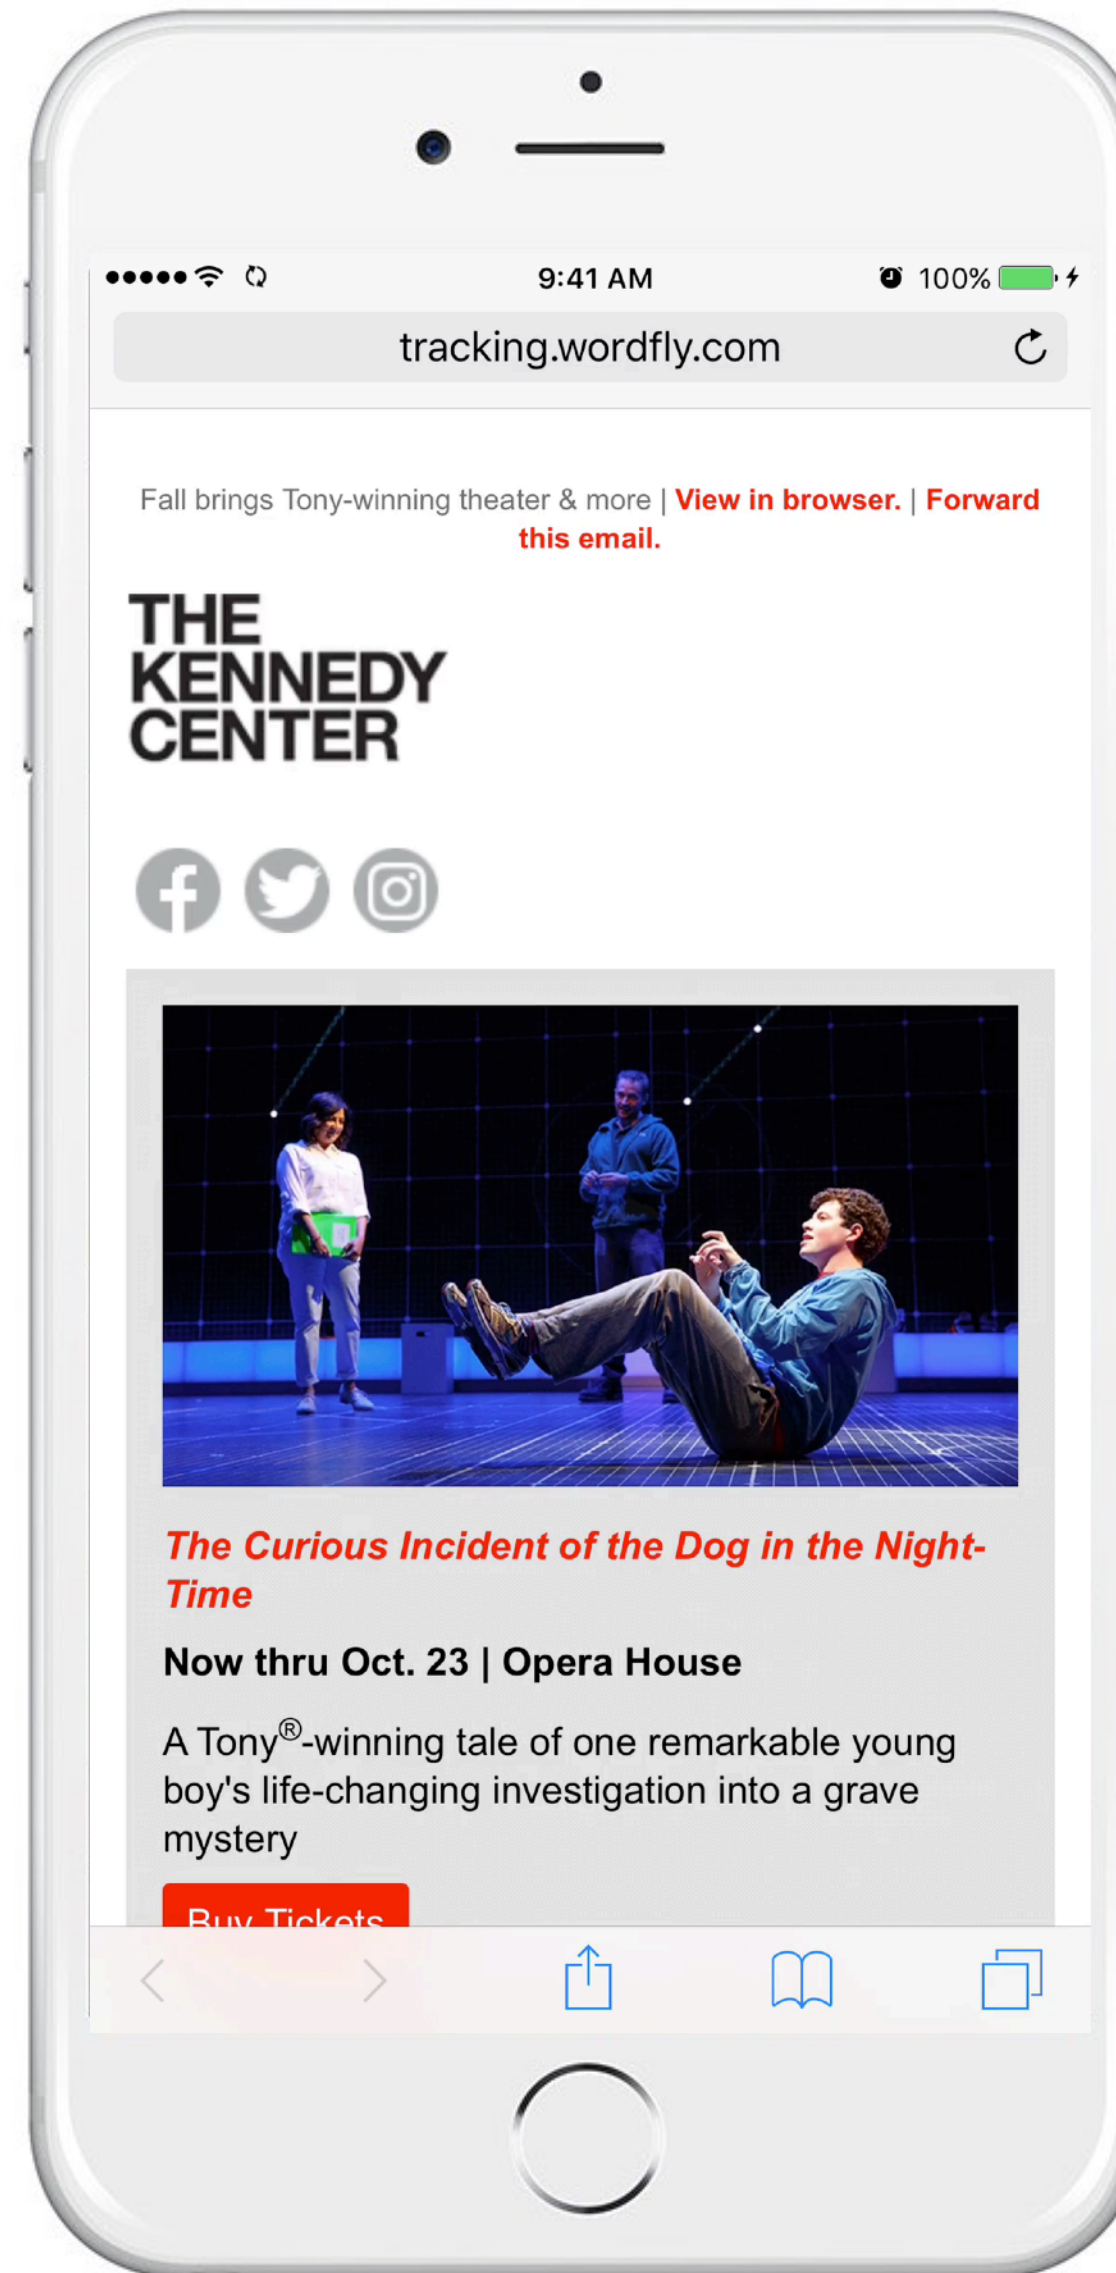 9:41 AM
100%
tracking.wordfly.com
Fall brings Tony-winning theater & more | View in browser. | Forward
this email.
THE
KENNEDY
CENTER
The Curious Incident of the Dog in the Night-
Time
Now thru Oct. 23 | Opera House
A Tony®-winning tale of one remarkable young
boy's life-changing investigation into a grave
mystery
Buy Tickets